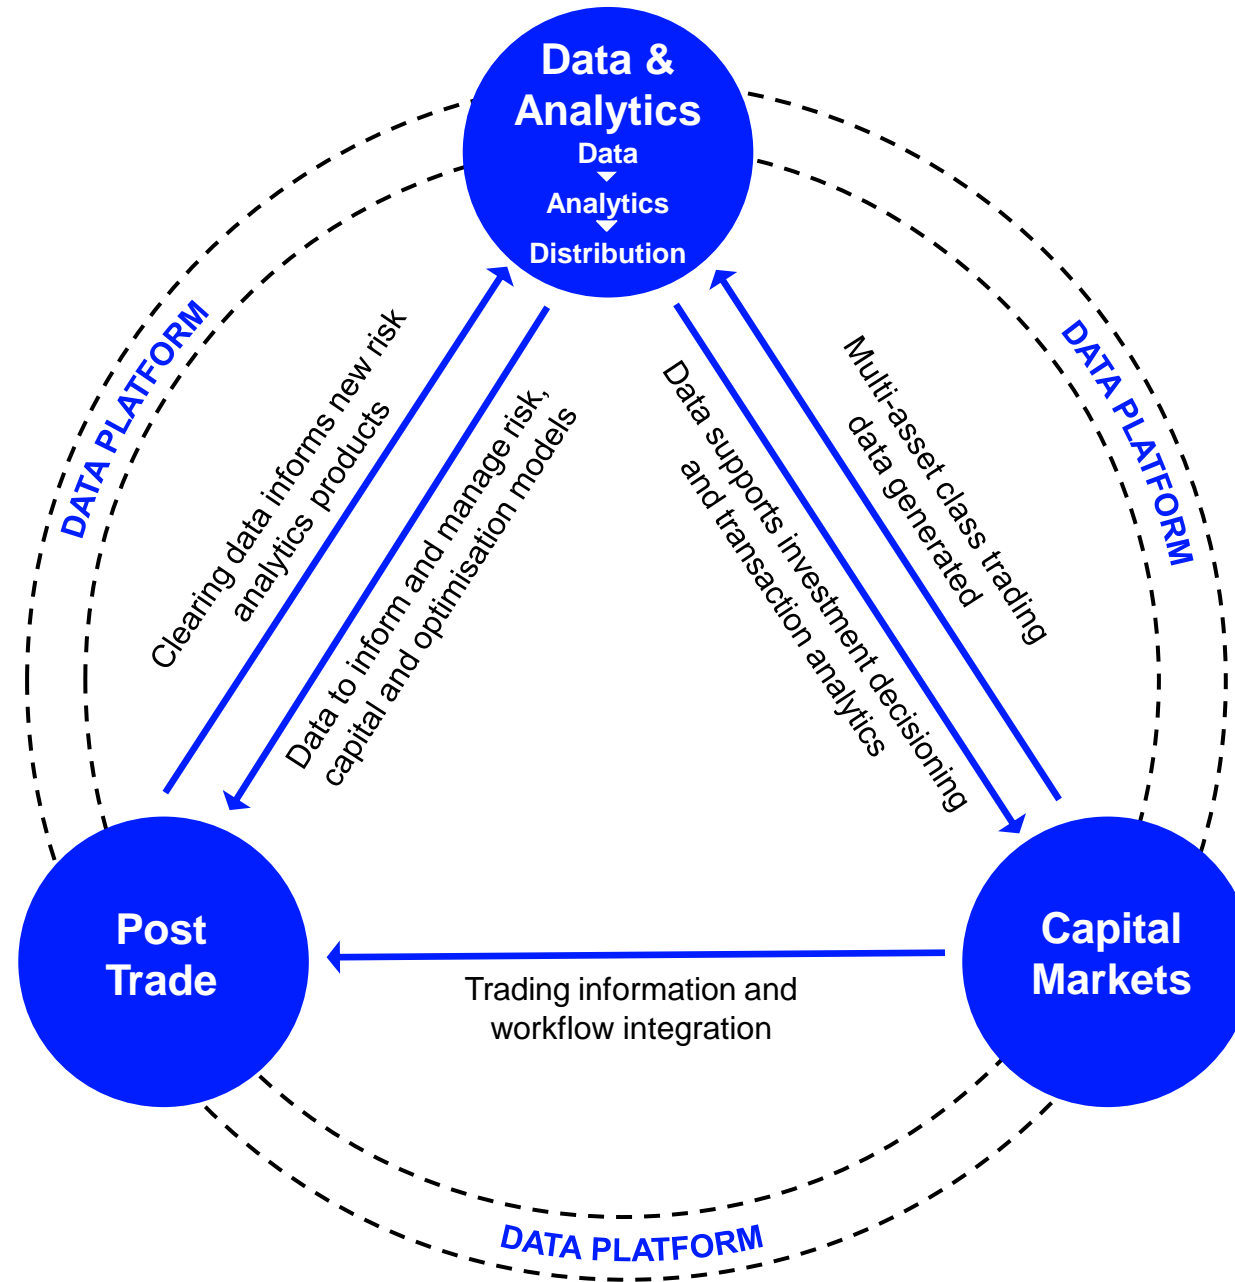 Data &
Analytics
Data
Analytics
Distribution
DATA PLATFORM
DATA PLATFORM
Clearing data informs new risk
analytics products
Data to inform and manage risk,
capital and optimisation models
Data supports investment decisioning
and transaction analytics
Multi-asset class trading
data generated
Post
Trade
Capital
Markets
Trading information and
workflow integration
DATA PLATFORM